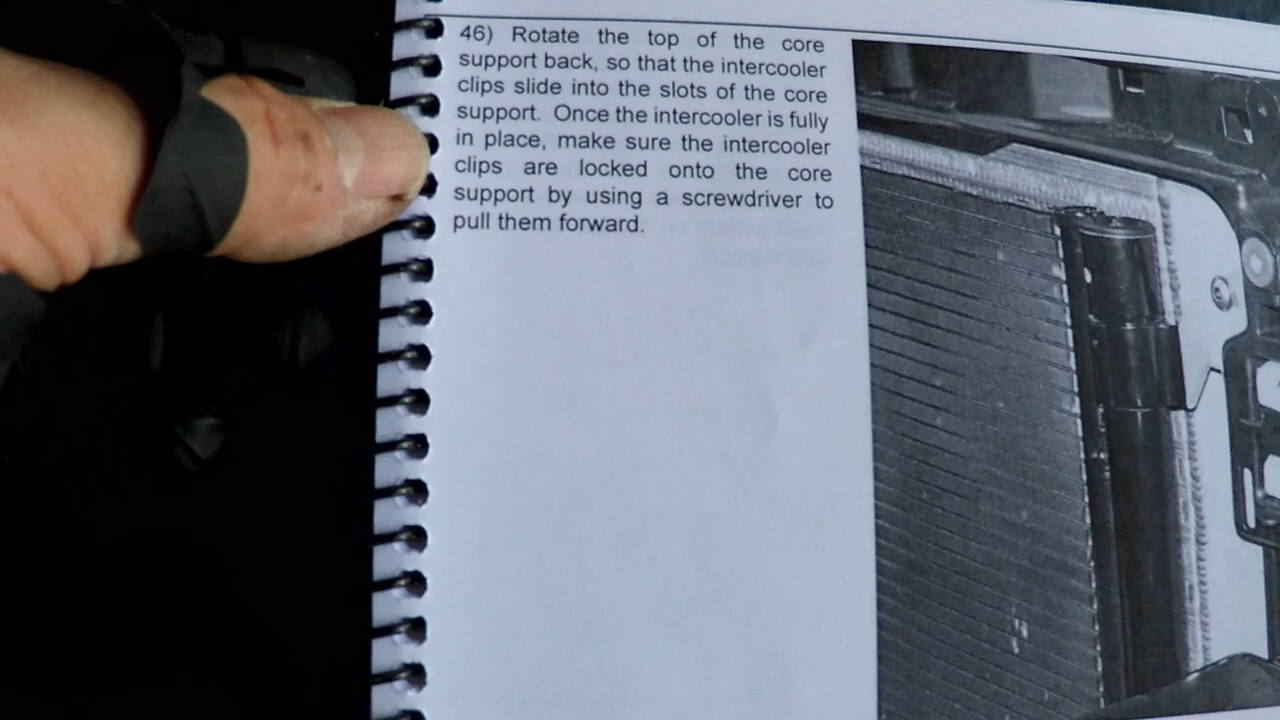 46) Rotate the top of the core
support back, so that the intercooler
clips slide into the slots of the core
support. Once the intercooler is fully
in place, make sure the intercooler
clips are locked onto the core
support by using a screwdriver to
pull them forward.